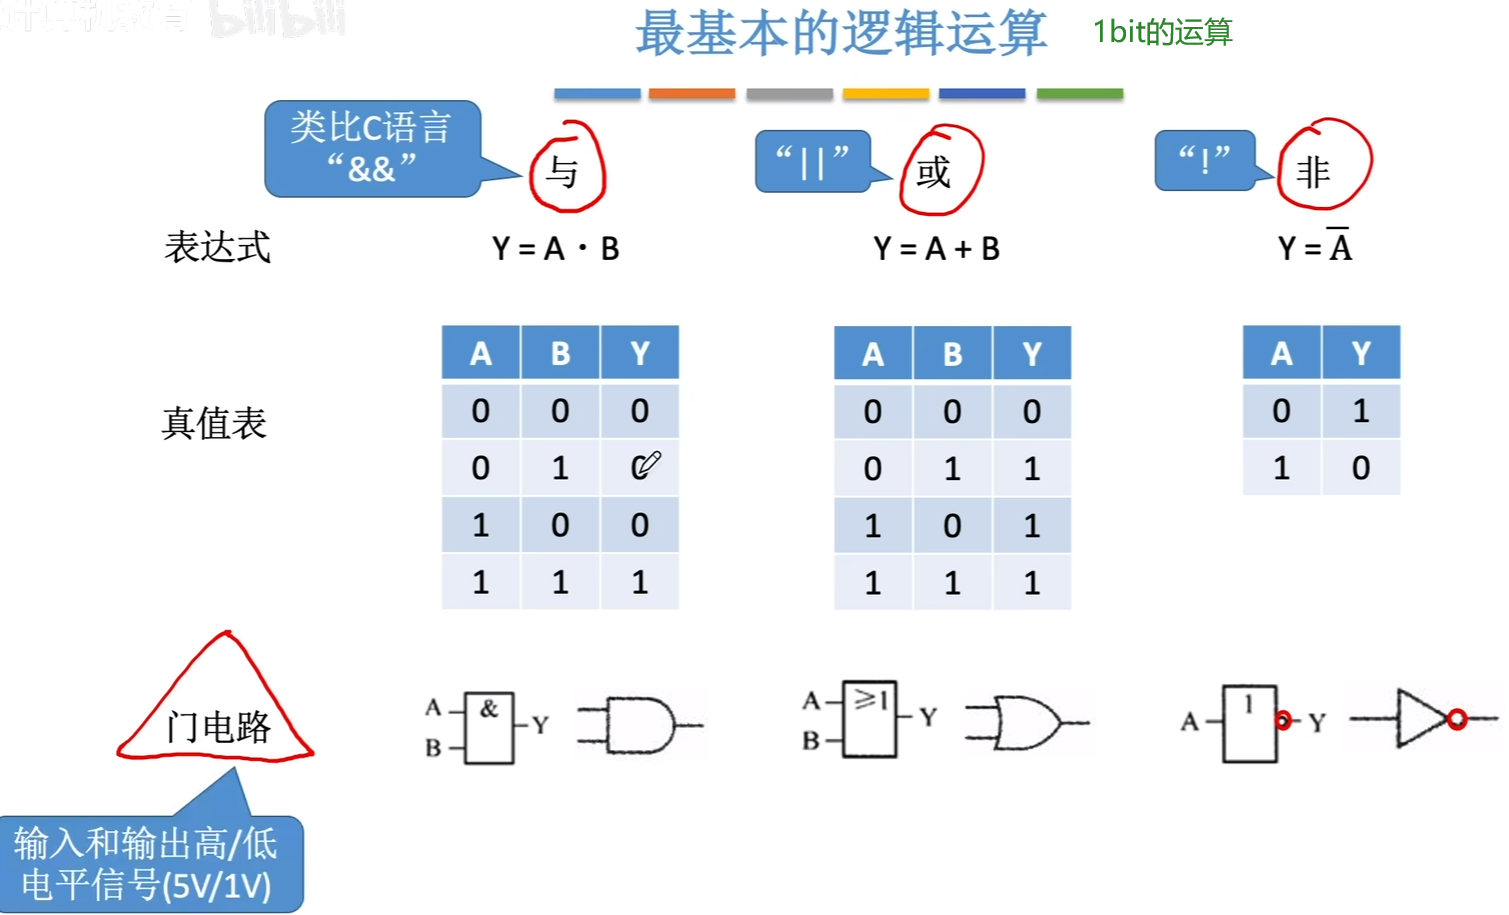 计算机教育 bilibili
最基本的逻辑运算 1bit的运算
类比C语言
“&&”
与
“||”
或
“!”
非
表达式
Y = A · B
Y = A + B
Y = A̅
真值表
A B Y
0 0 0
0 1 0
1 0 0
1 1 1
A B Y
0 0 0
0 1 1
1 0 1
1 1 1
A Y
0 1
1 0
门电路
A & Y
B
A ≥1 Y
B
A 1 Y
输入和输出高/低
电平信号(5V/1V)